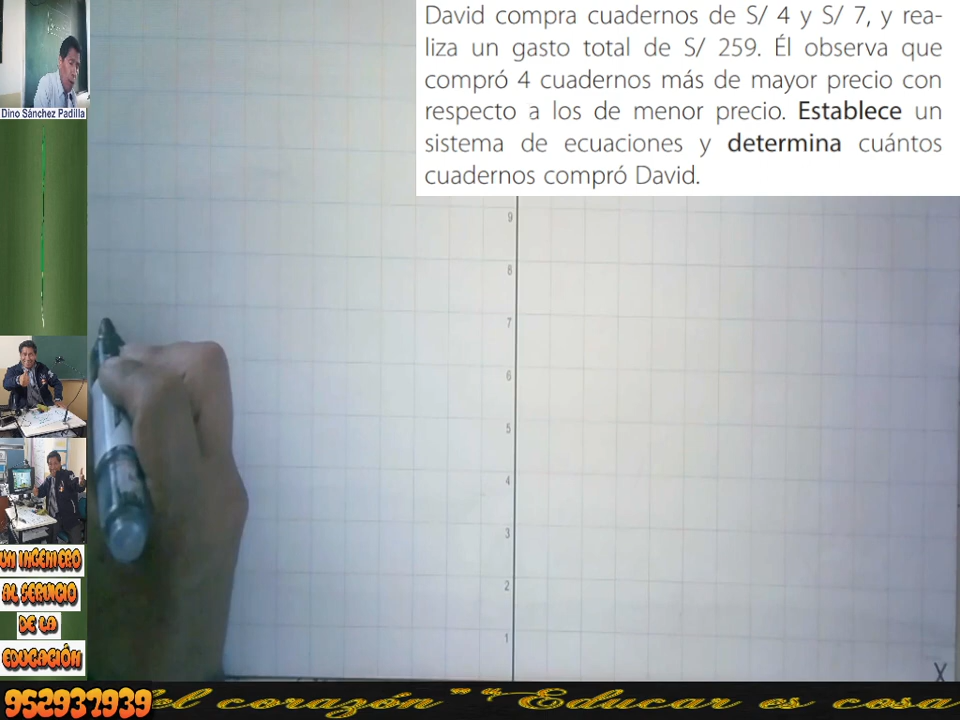 David compra cuadernos de S/ 4 y S/ 7, y rea-
liza un gasto total de S/ 259. Él observa que
compró 4 cuadernos más de mayor precio con
respecto a los de menor precio. Establece un
sistema de ecuaciones y determina cuántos
cuadernos compró David.
Dino Sánchez Padilla
9
8
7
6
5
4
3
2
1
X
UN INGENIERO
AL SERVICIO
DE LA
EDUCACIÓN
952937939
el corazón" "Educar es cosa